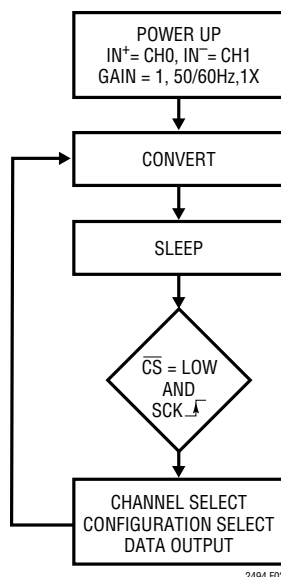 POWER UP
IN⁺= CH0, IN⁻= CH1
GAIN = 1, 50/60Hz,1X
CONVERT
SLEEP
C̅S̅ = LOW
AND
SCK
CHANNEL SELECT
CONFIGURATION SELECT
DATA OUTPUT